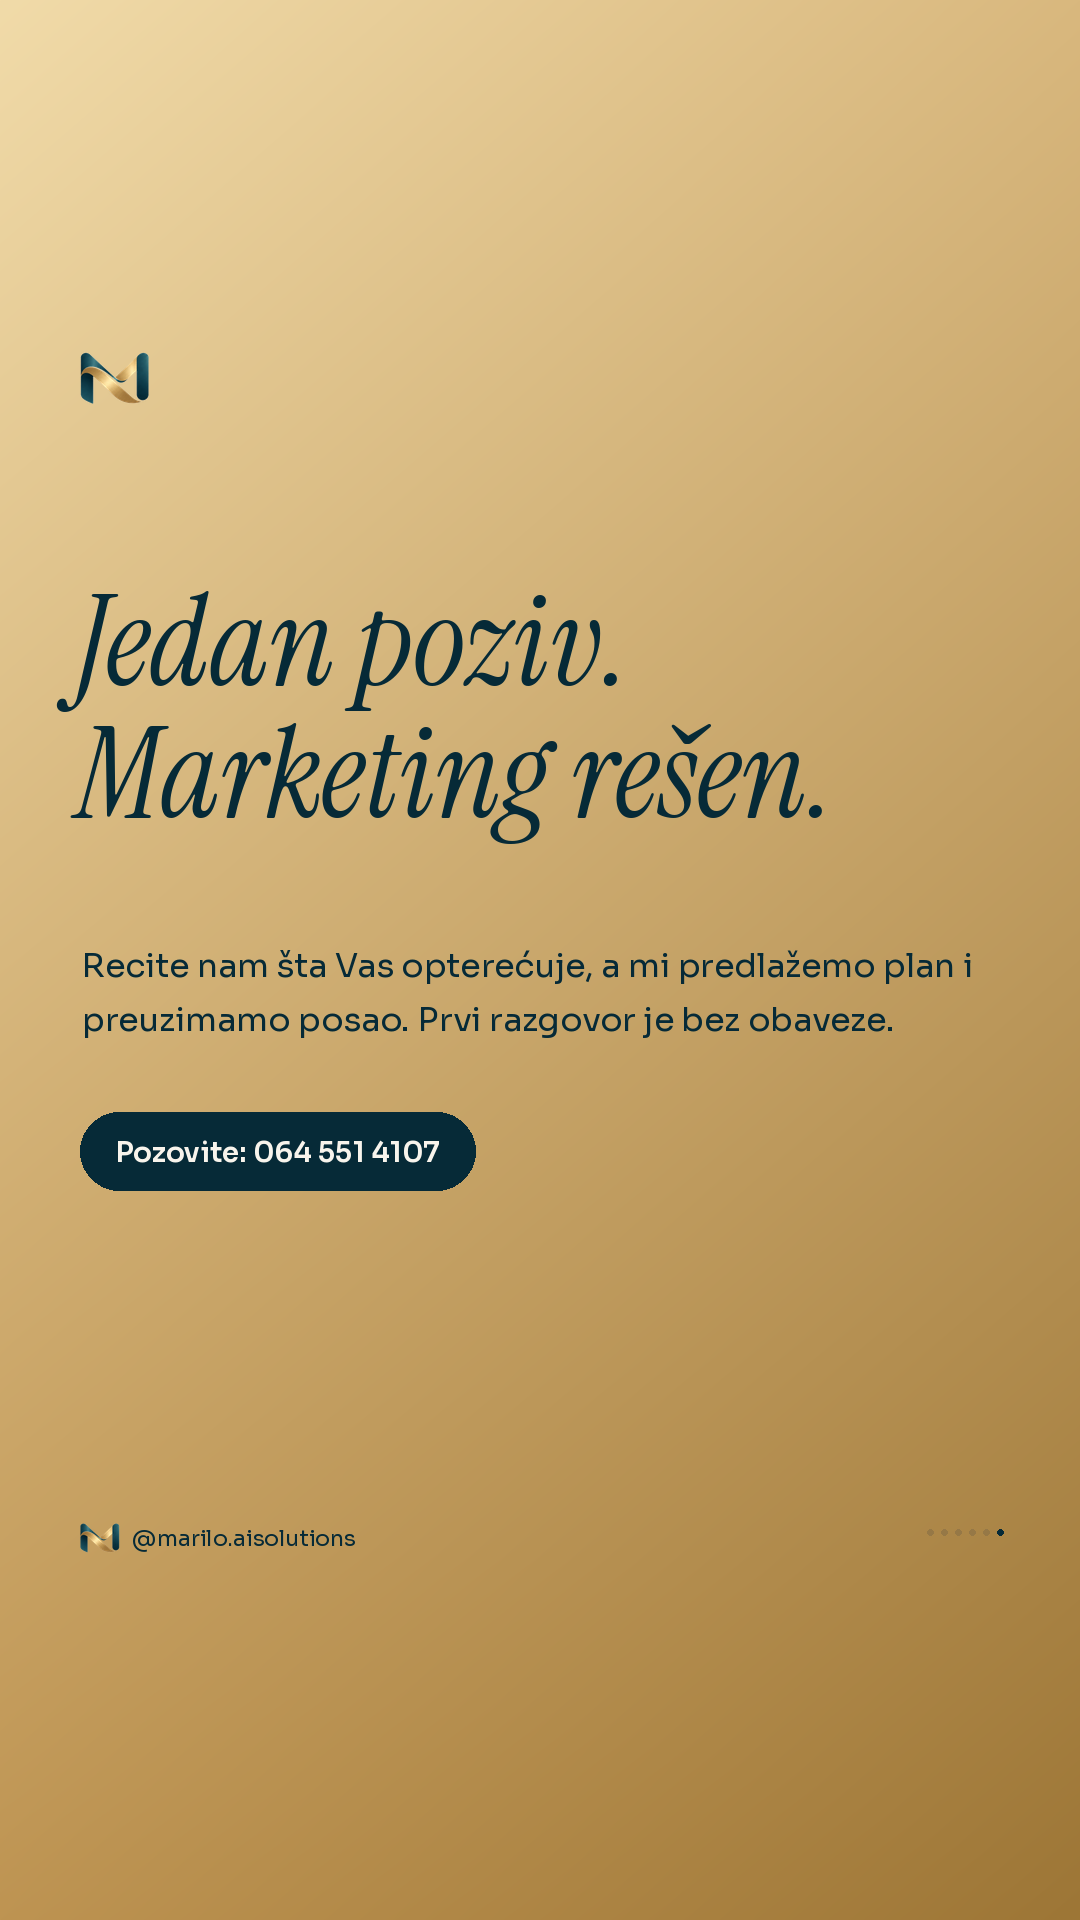 Jedan poziv.
Marketing rešen.
Recite nam šta Vas opterećuje, a mi predlažemo plan i
preuzimamo posao. Prvi razgovor je bez obaveze.
Pozovite: 064 551 4107
@marilo.aisolutions